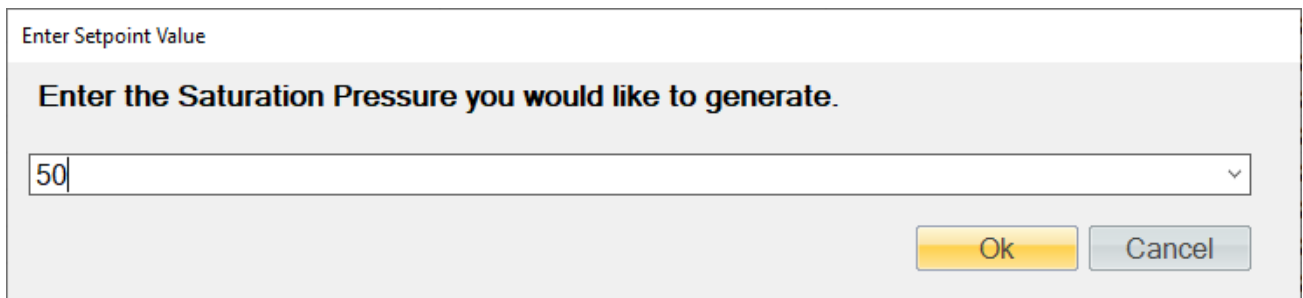 Enter Setpoint Value
Enter the Saturation Pressure you would like to generate.
50
Ok Cancel